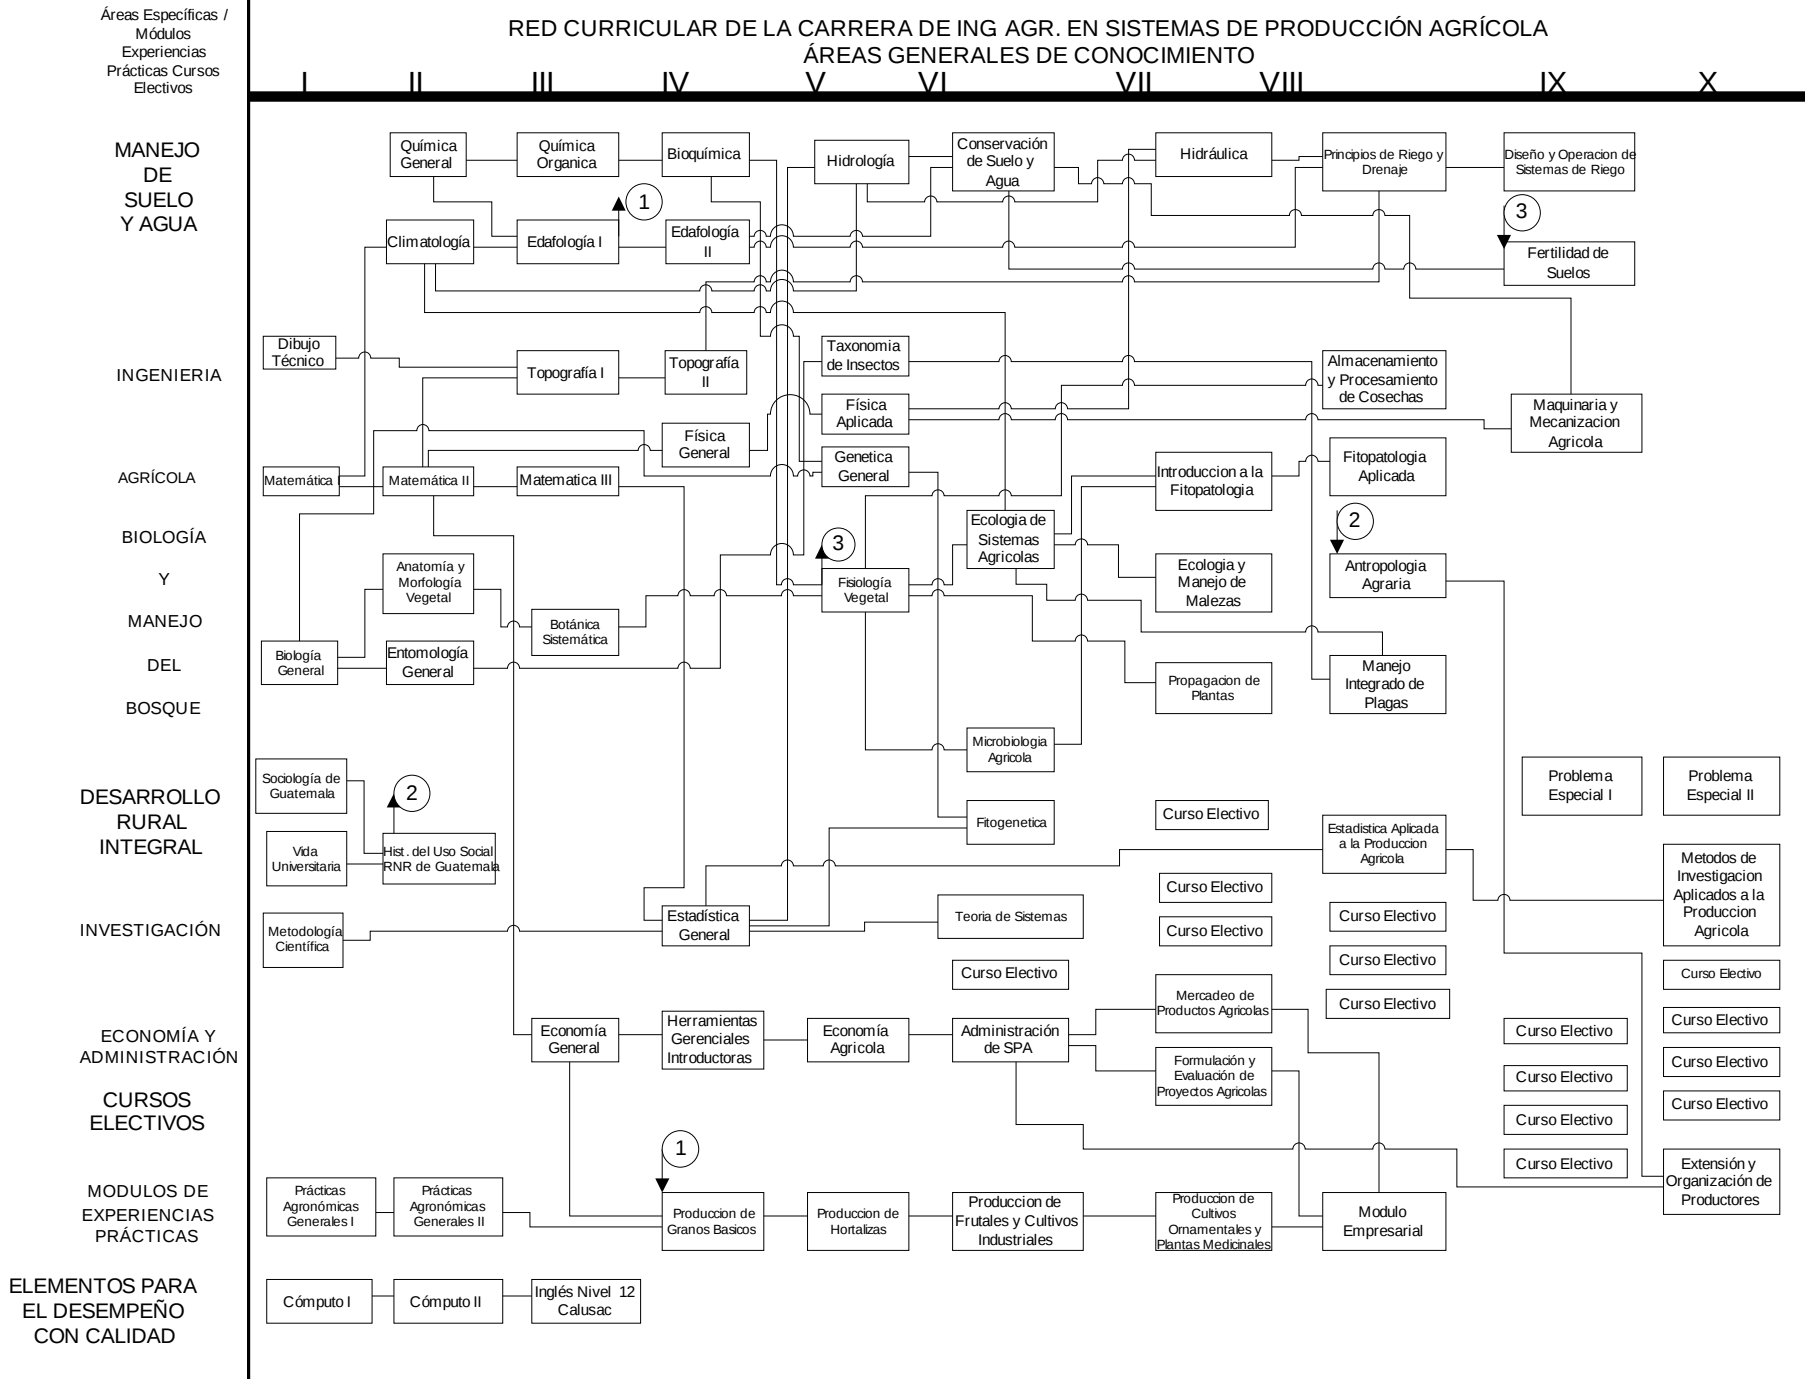 Áreas Específicas /
Módulos
Experiencias
Prácticas Cursos
Electivos
RED CURRICULAR DE LA CARRERA DE ING AGR. EN SISTEMAS DE PRODUCCIÓN AGRÍCOLA
ÁREAS GENERALES DE CONOCIMIENTO
I II III IV V VI VII VIII IX X
MANEJO
DE
SUELO
Y AGUA
Química
General
Química
Organica
Bioquímica
Hidrología
Conservación
de Suelo y
Agua
Hidráulica
Principios de Riego y
Drenaje
Diseño y Operacion de
Sistemas de Riego
1
3
Climatología
Edafología I
Edafología
II
Fertilidad de
Suelos
INGENIERIA
Dibujo
Técnico
Topografía I
Topografía
II
Taxonomia
de Insectos
Almacenamiento
y Procesamiento
de Cosechas
Física
Aplicada
Maquinaria y
Mecanizacion
Agricola
AGRÍCOLA
Física
General
Genetica
General
Introduccion a la
Fitopatologia
Fitopatologia
Aplicada
Matemática I
Matemática II
Matematica III
BIOLOGÍA
Y
MANEJO
DEL
BOSQUE
Ecologia de
Sistemas
Agricolas
2
3
Anatomía y
Morfología
Vegetal
Fisiología
Vegetal
Ecologia y
Manejo de
Malezas
Antropologia
Agraria
Botánica
Sistemática
Biología
General
Entomología
General
Propagacion de
Plantas
Manejo
Integrado de
Plagas
Microbiologia
Agricola
DESARROLLO
RURAL
INTEGRAL
Sociología de
Guatemala
2
Problema
Especial I
Problema
Especial II
Vida
Universitaria
Hist. del Uso Social
RNR de Guatemala
Fitogenetica
Curso Electivo
Estadistica Aplicada
a la Produccion
Agricola
Metodos de
Investigacion
Aplicados a la
Produccion
Agricola
INVESTIGACIÓN
Metodología
Científica
Estadística
General
Teoria de Sistemas
Curso Electivo
Curso Electivo
Curso Electivo
Curso Electivo
Curso Electivo
Curso Electivo
Curso Electivo
ECONOMÍA Y
ADMINISTRACIÓN
Economía
General
Herramientas
Gerenciales
Introductoras
Economía
Agricola
Administración
de SPA
Mercadeo de
Productos Agricolas
Formulación y
Evaluación de
Proyectos Agricolas
Curso Electivo
Curso Electivo
Curso Electivo
Curso Electivo
CURSOS
ELECTIVOS
Curso Electivo
Curso Electivo
Curso Electivo
Curso Electivo
1
MODULOS DE
EXPERIENCIAS
PRÁCTICAS
Prácticas
Agronómicas
Generales I
Prácticas
Agronómicas
Generales II
Produccion de
Granos Basicos
Produccion de
Hortalizas
Produccion de
Frutales y Cultivos
Industriales
Produccion de
Cultivos
Ornamentales y
Plantas Medicinales
Modulo
Empresarial
Extensión y
Organización de
Productores
ELEMENTOS PARA
EL DESEMPEÑO
CON CALIDAD
Cómputo I
Cómputo II
Inglés Nivel 12
Calusac